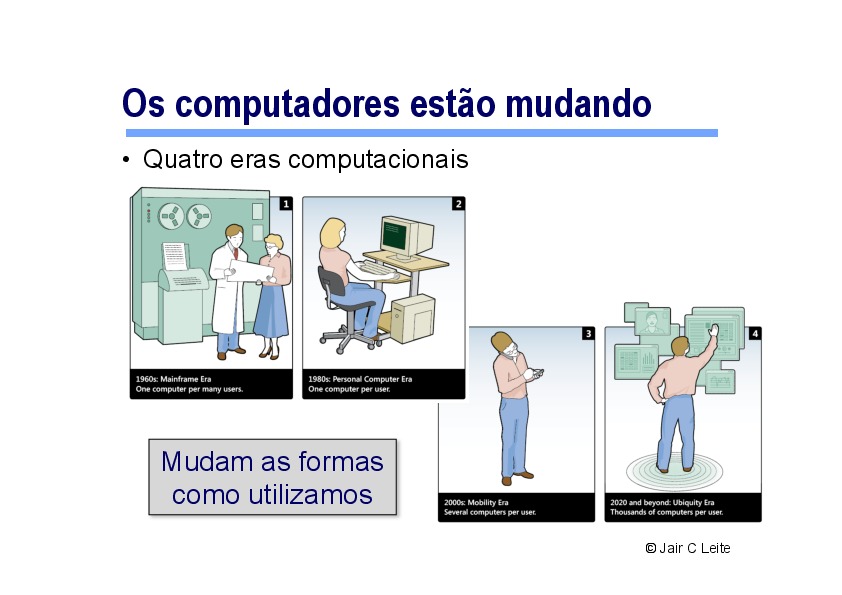 Os computadores estão mudando
• Quatro eras computacionais
1
1960s: Mainframe Era
One computer per many users.
2
1980s: Personal Computer Era
One computer per user.
3
2000s: Mobility Era
Several computers per user.
4
2020 and beyond: Ubiquity Era
Thousands of computers per user.
Mudam as formas
como utilizamos
© Jair C Leite